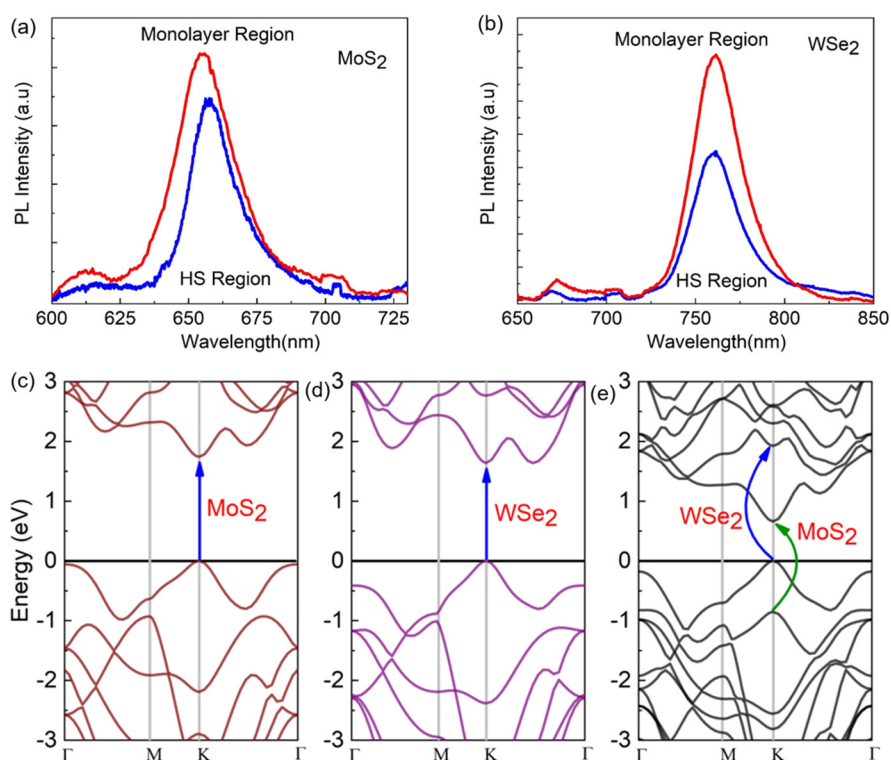 (a)
Monolayer Region
MoS2
HS Region
PL Intensity (a.u)
600 625 650 675 700 725
Wavelength(nm)
(b)
Monolayer Region
WSe2
HS Region
PL Intensity (a.u)
650 700 750 800 850
Wavelength(nm)
(c)
Energy (eV)
3
2
1
0
-1
-2
-3
MoS2
Γ M K Γ
(d)
3
2
1
0
-1
-2
-3
WSe2
Γ M K Γ
(e)
3
2
1
0
-1
-2
-3
WSe2
MoS2
Γ M K Γ